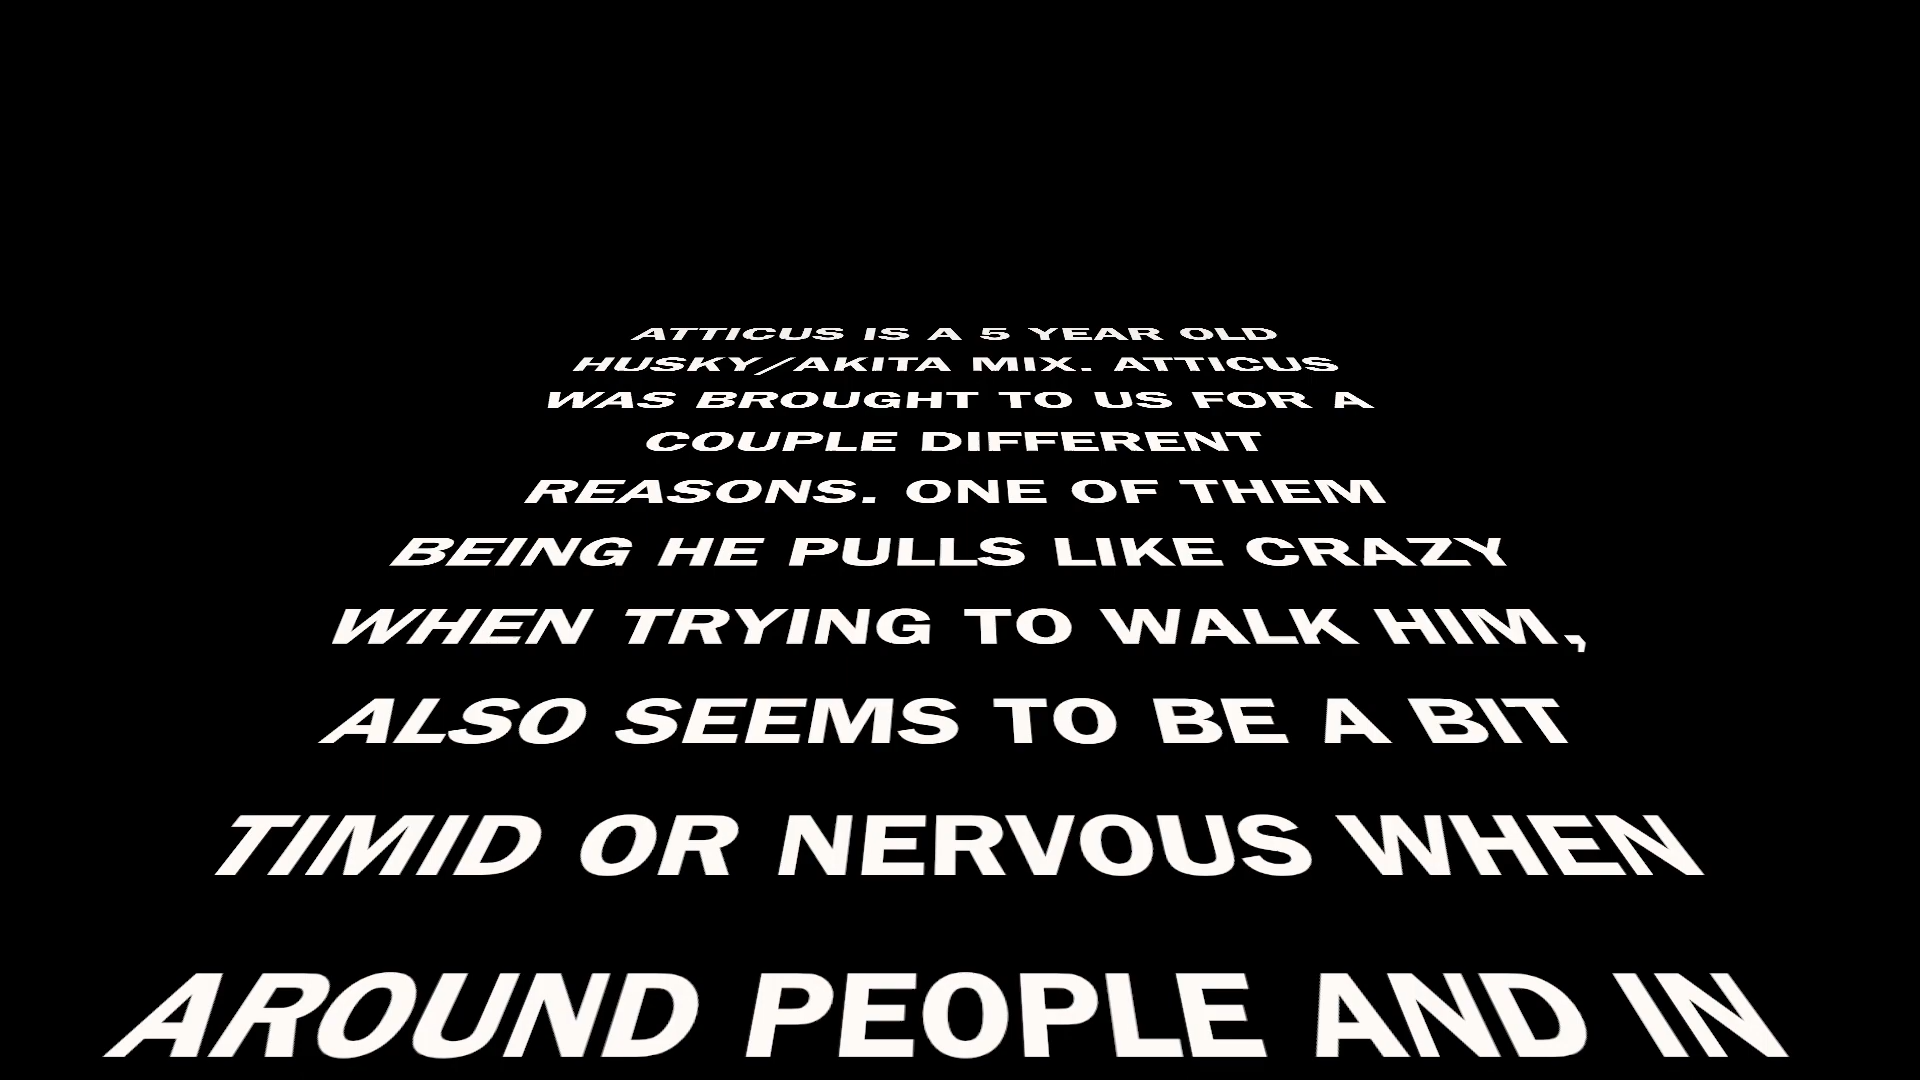 ATTICUS IS A 5 YEAR OLD
HUSKY/AKITA MIX. ATTICUS
WAS BROUGHT TO US FOR A
COUPLE DIFFERENT
REASONS. ONE OF THEM
BEING HE PULLS LIKE CRAZY
WHEN TRYING TO WALK HIM,
ALSO SEEMS TO BE A BIT
TIMID OR NERVOUS WHEN
AROUND PEOPLE AND IN